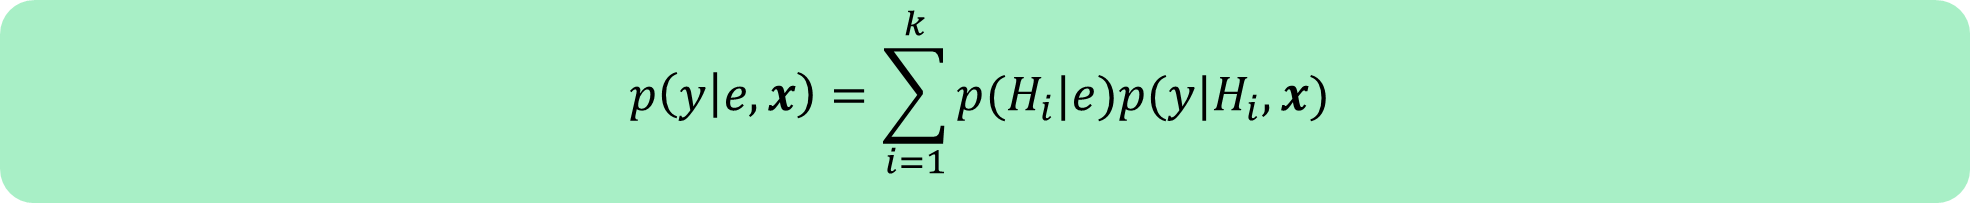 p(y|e, x) = ∑_{i=1}^{k} p(H_i|e)p(y|H_i, x)